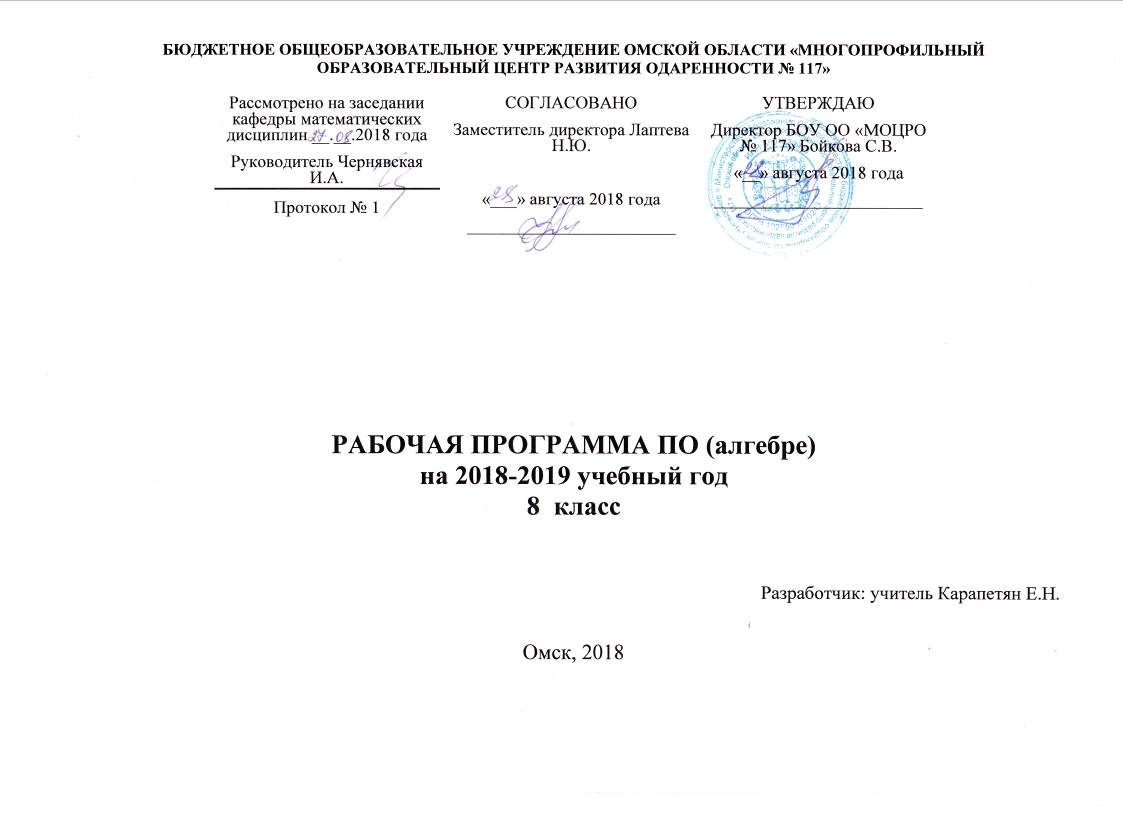 БЮДЖЕТНОЕ ОБЩЕОБРАЗОВАТЕЛЬНОЕ УЧРЕЖДЕНИЕ ОМСКОЙ ОБЛАСТИ «МНОГОПРОФИЛЬНЫЙ
ОБРАЗОВАТЕЛЬНЫЙ ЦЕНТР РАЗВИТИЯ ОДАРЕННОСТИ № 117»
Рассмотрено на заседании
кафедры математических
дисциплин 27.08.2018 года
Руководитель Чернявская
И.А.
Протокол № 1
СОГЛАСОВАНО
Заместитель директора Лаптева
Н.Ю.
«28» августа 2018 года
УТВЕРЖДАЮ
Директор БОУ ОО «МОЦРО
№ 117» Бойкова С.В.
«28» августа 2018 года
РАБОЧАЯ ПРОГРАММА ПО (алгебре)
на 2018-2019 учебный год
8 класс
Разработчик: учитель Карапетян Е.Н.
Омск, 2018